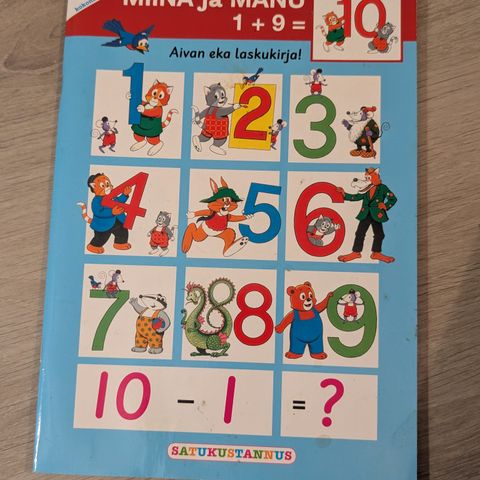 MIINA ja MANU
1 + 9 = 10
Aivan eka laskukirja!
1 2 3
4 5 6
7 8 9
10 - 1 = ?
SATUKUSTANNUS